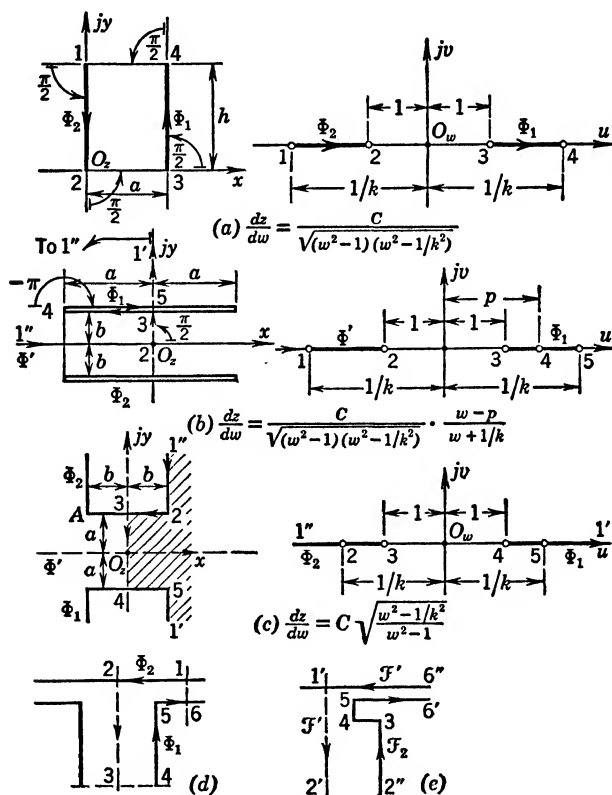 jy
1 4 π/2
π/2 Φ₂ Φ₁ h
O_z π/2
2 3 x
a
π/2
jv
1 1
Φ₂ O_w Φ₁ u
1 2 3 4
1/k 1/k
(a) dz/dw = C/√((w²−1)(w²−1/k²))
To 1″
jy
1′
−π a a
4 Φ₁ 5
3 π/2
b
1″ x
Φ′ 2 O_z
b
Φ₂
jv
p
1 1
Φ′ Φ₁
1 2 3 4 5 u
1/k 1/k
(b) dz/dw = C/√((w²−1)(w²−1/k²)) · (w−p)/(w+1/k)
jy
1″
Φ₂ b b
3
A 2
a
Φ′ O_z x
a
4 5
Φ₁ 1′
jv
1 1
1″ O_w 1′
Φ₂ 2 3 4 5 Φ₁ u
1/k 1/k
(c) dz/dw = C √((w²−1/k²)/(w²−1))
2 Φ₂ 1
5 6
Φ₁
3 4 (d)
1′ ℱ′ 6″
5 6′
4 3
ℱ′ ℱ₂
2′ 2″ (e)